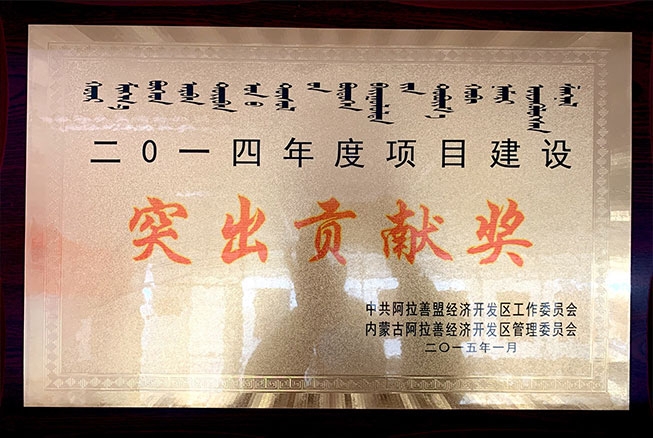 二0一四年度项目建设
突出贡献奖
中共阿拉善盟经济开发区工作委员会
内蒙古阿拉善经济开发区管理委员会
二〇一五年一月